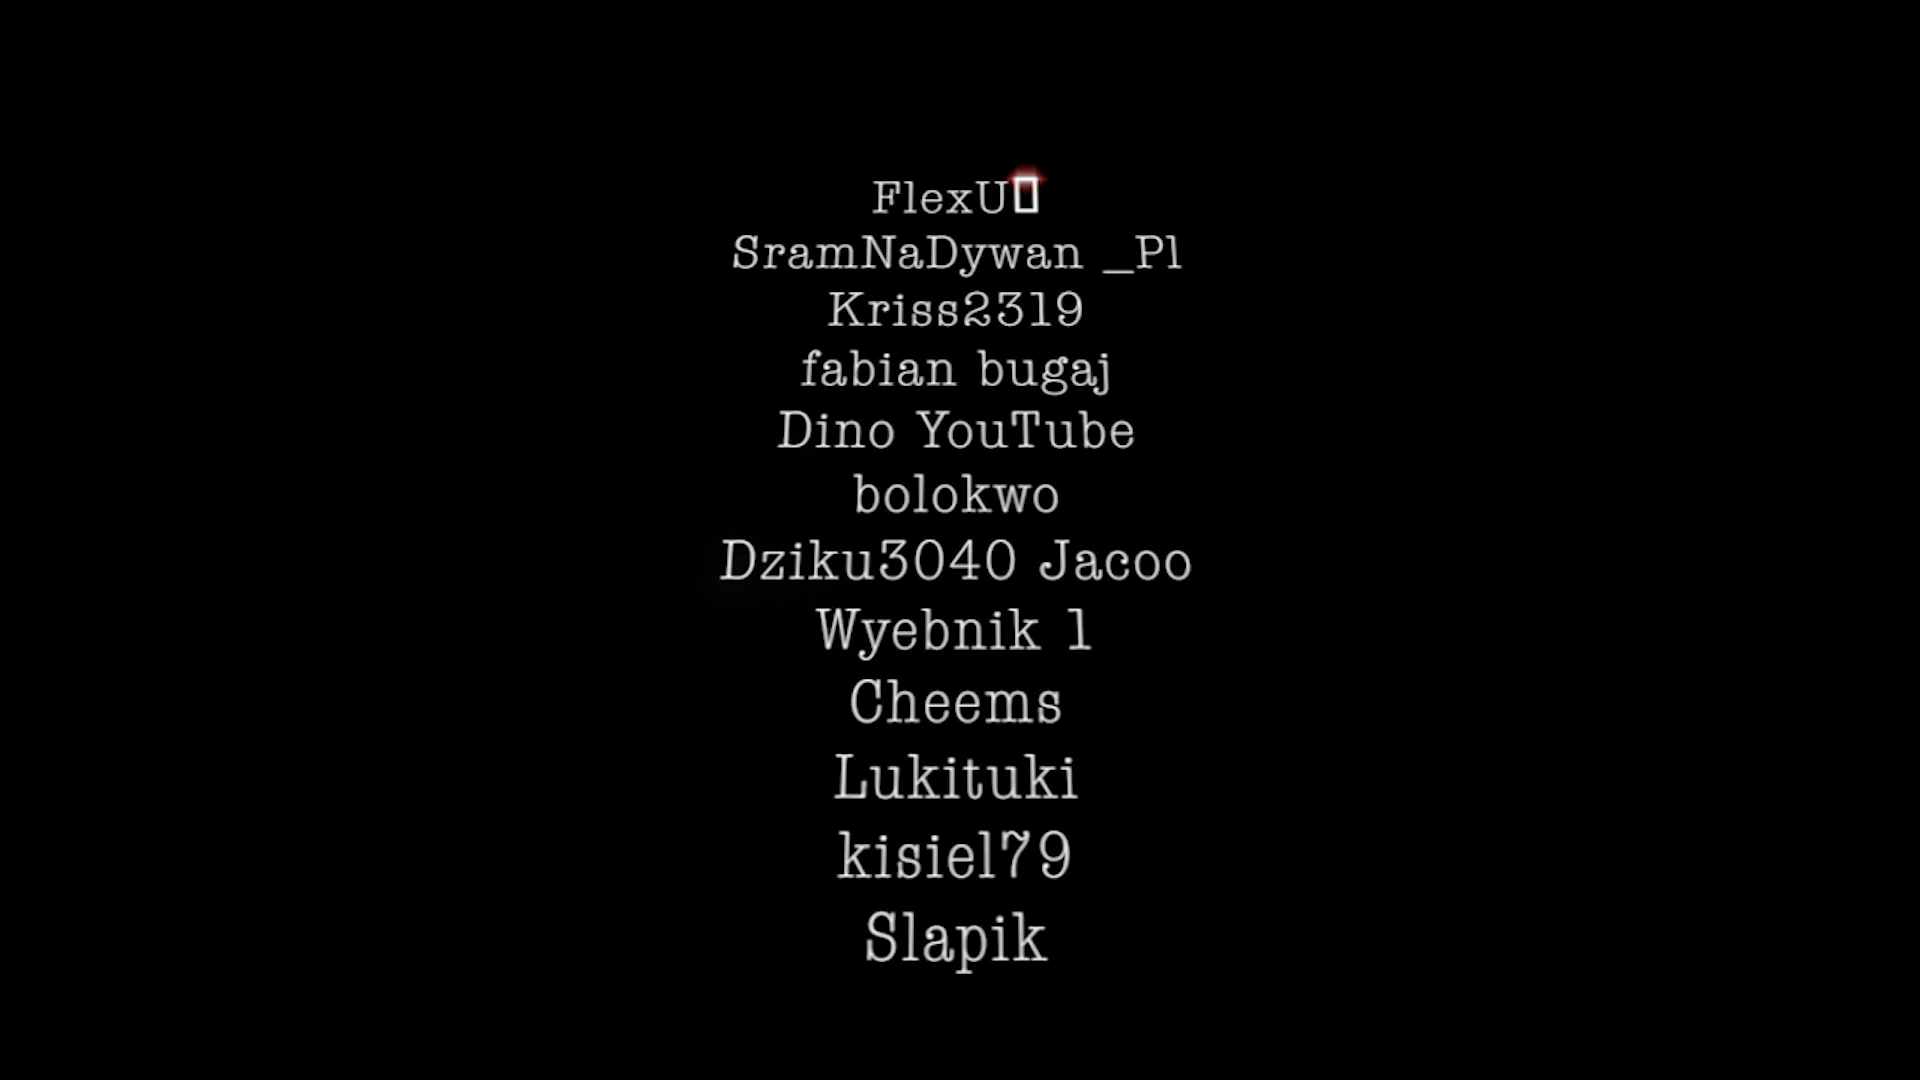 FlexU▯
SramNaDywan _Pl
Kriss2319
fabian bugaj
Dino YouTube
bolokwo
Dziku3040 Jacoo
Wyebnik 1
Cheems
Lukituki
kisiel79
Slapik